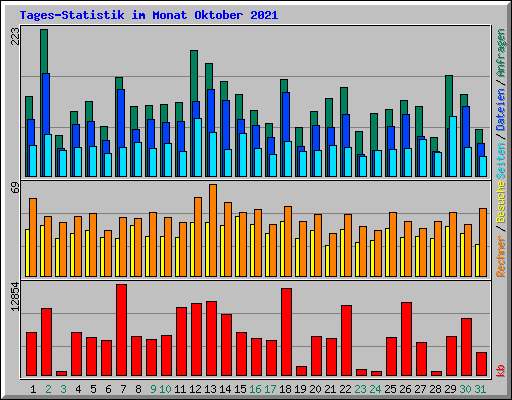 Tages-Statistik im Monat Oktober 2021
223
69
12854
Rechner / Besuche Seiten / Dateien / Anfragen
kb
1 2 3 4 5 6 7 8 9 10 11 12 13 14 15 16 17 18 19 20 21 22 23 24 25 26 27 28 29 30 31